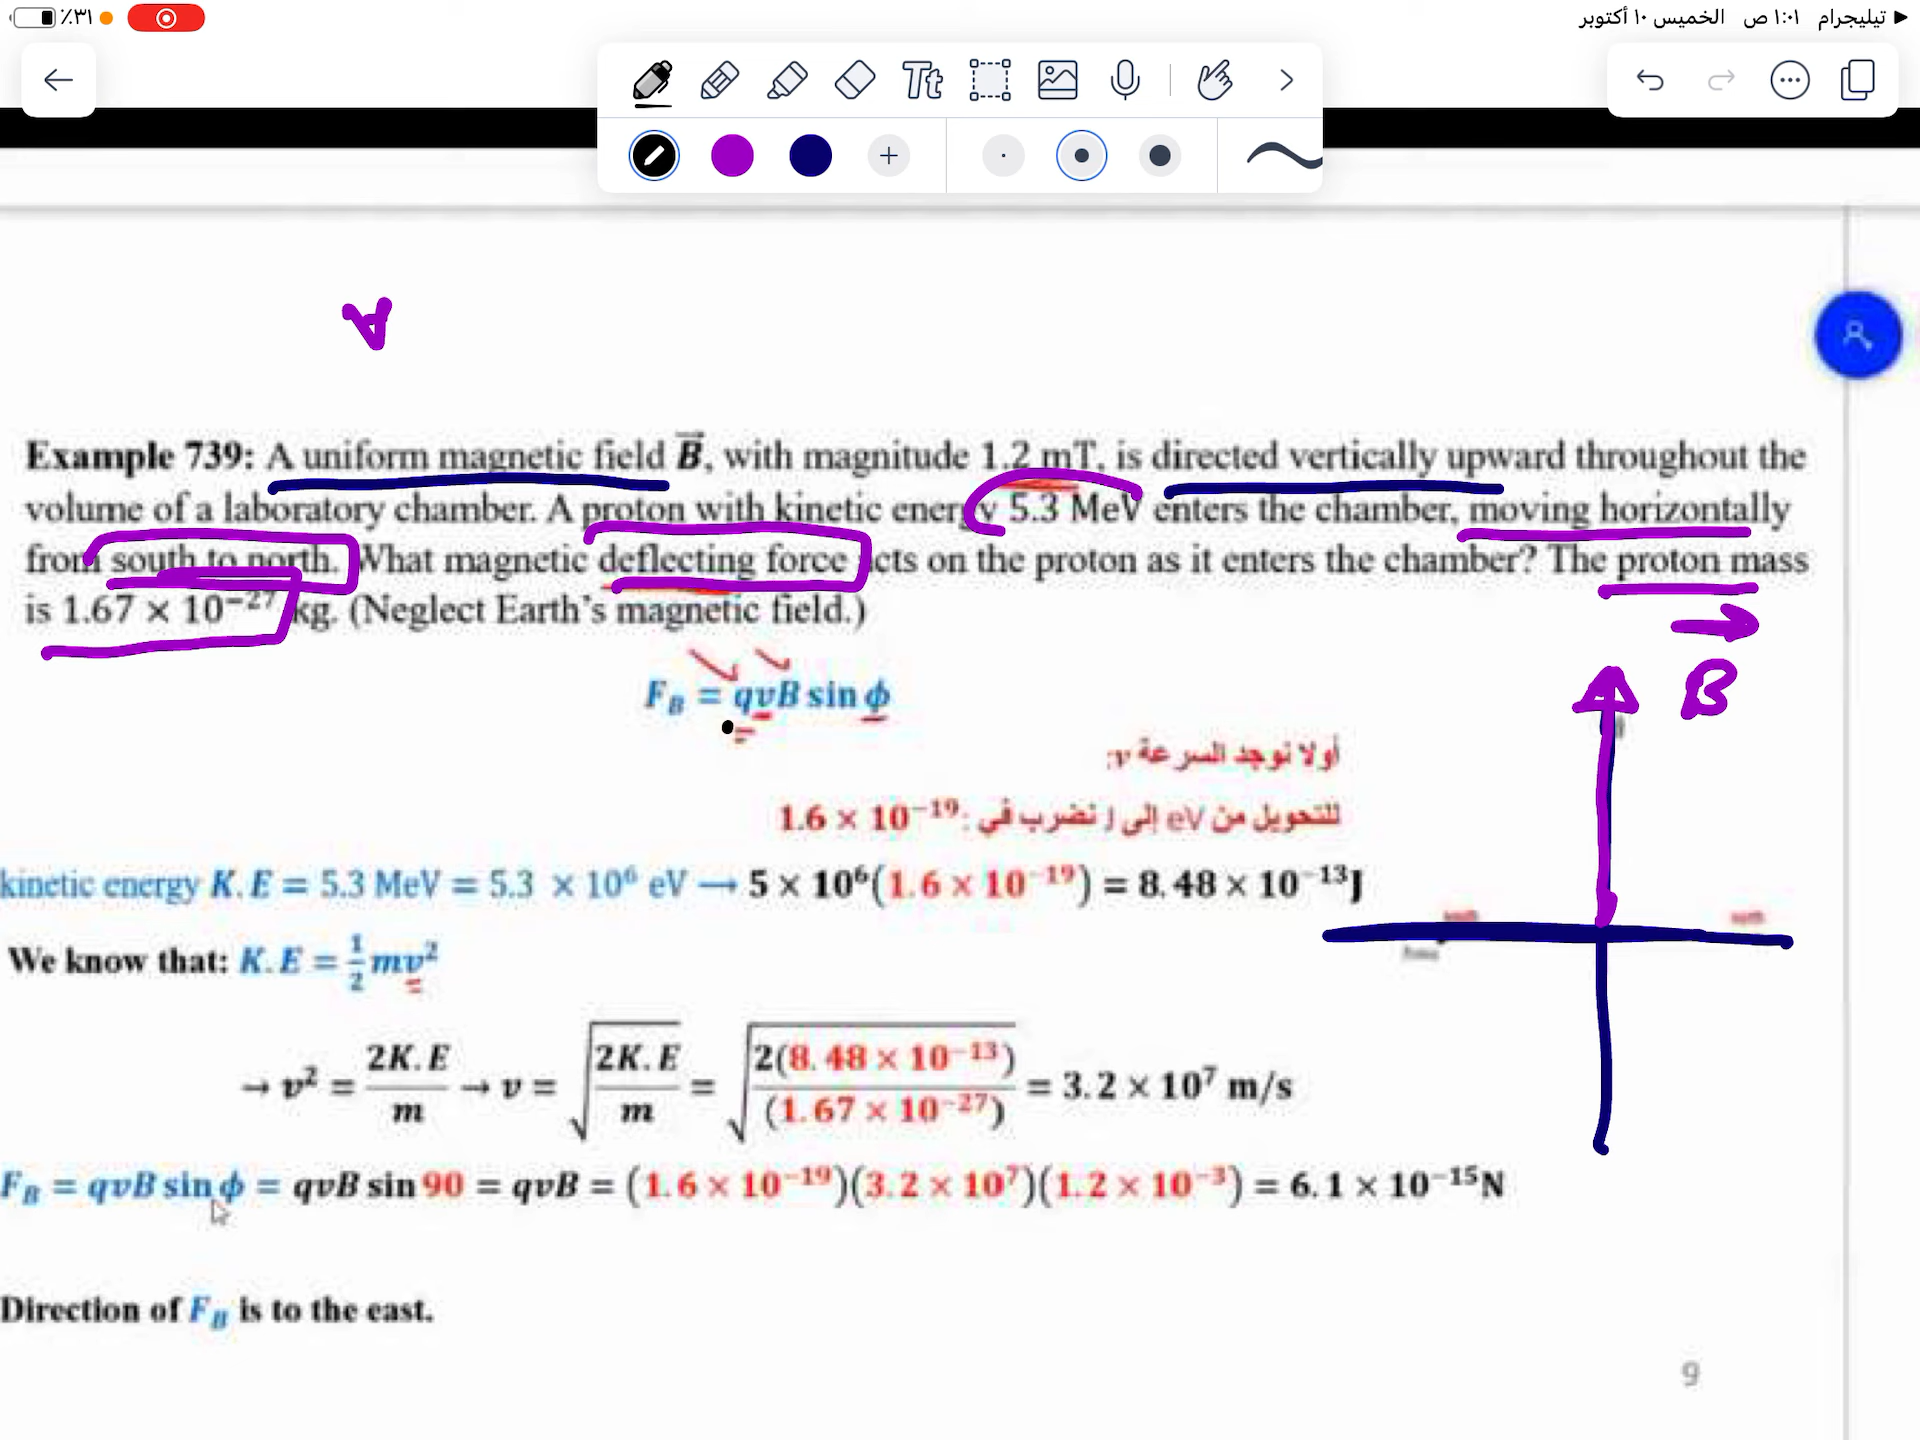 ٪٣١
◀ تيليجرام ١:٠١ ص الخميس ١٠ أكتوبر
Tt
Example 739: A uniform magnetic field B⃗, with magnitude 1.2 mT, is directed vertically upward throughout the
volume of a laboratory chamber. A proton with kinetic energy 5.3 MeV enters the chamber, moving horizontally
from south to north. What magnetic deflecting force acts on the proton as it enters the chamber? The proton mass
is 1.67 × 10⁻²⁷ kg. (Neglect Earth's magnetic field.)
B
F_B = qvB sin ϕ
أولا نوجد السرعة v:
للتحويل من eV إلى J نضرب في: 1.6 × 10⁻¹⁹
kinetic energy K.E = 5.3 MeV = 5.3 × 10⁶ eV → 5 × 10⁶(1.6 × 10⁻¹⁹) = 8.48 × 10⁻¹³J
north
We know that: K.E = 1/2 mv²
→ v² = 2K.E/m → v = √(2K.E/m) = √(2(8.48 × 10⁻¹³)/(1.67 × 10⁻²⁷)) = 3.2 × 10⁷ m/s
F_B = qvB sin ϕ = qvB sin 90 = qvB = (1.6 × 10⁻¹⁹)(3.2 × 10⁷)(1.2 × 10⁻³) = 6.1 × 10⁻¹⁵N
Direction of F_B is to the east.
9